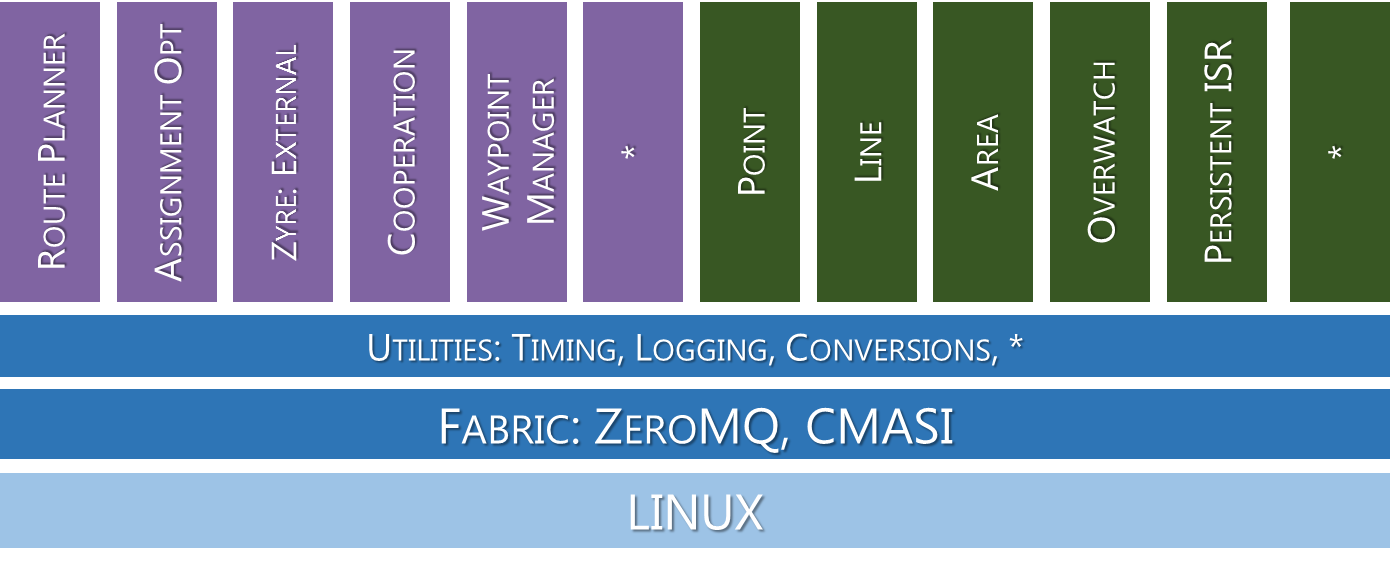 Route Planner
Assignment Opt
Zyre: External
Cooperation
Waypoint
Manager
*
Point
Line
Area
Overwatch
Persistent ISR
*
Utilities: Timing, Logging, Conversions, *
Fabric: ZeroMQ, CMASI
LINUX